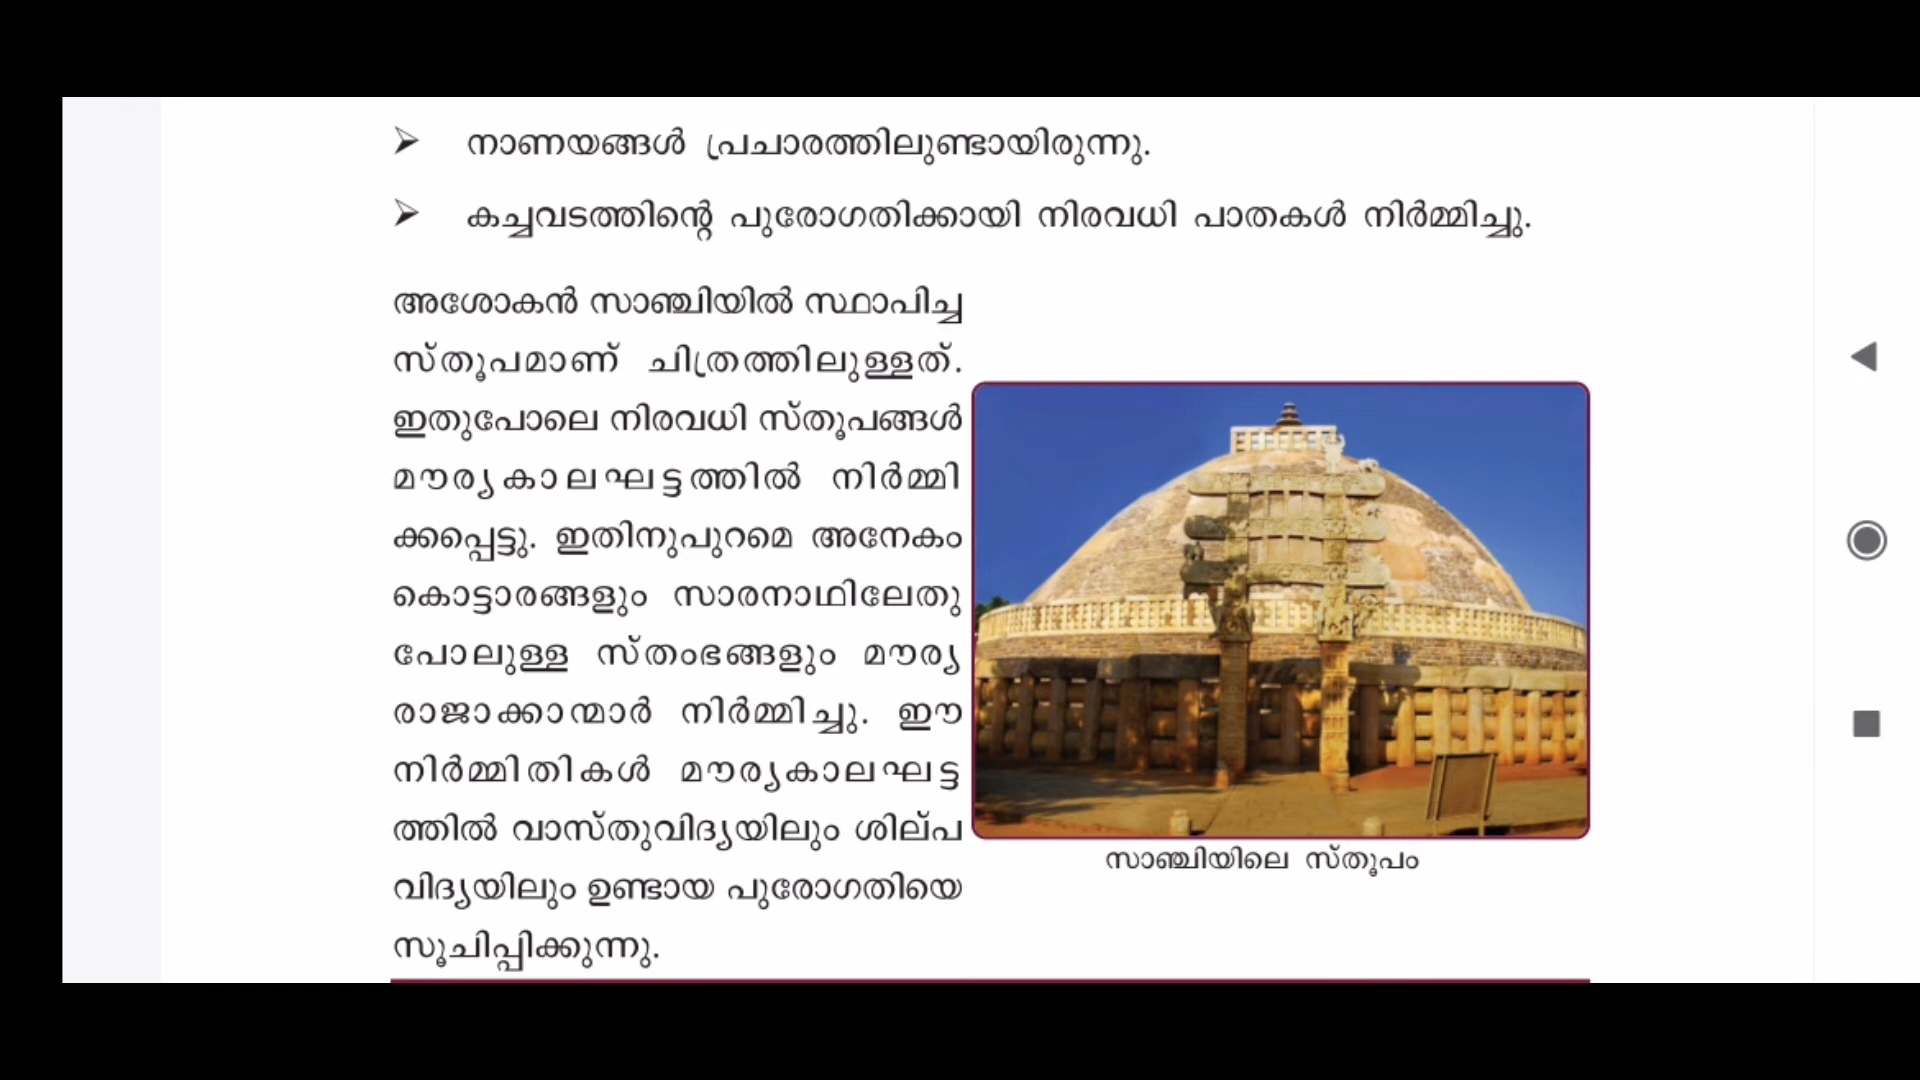 ➢ നാണയങ്ങൾ പ്രചാരത്തിലുണ്ടായിരുന്നു.
➢ കച്ചവടത്തിന്റെ പുരോഗതിക്കായി നിരവധി പാതകൾ നിർമ്മിച്ചു.
അശോകൻ സാഞ്ചിയിൽ സ്ഥാപിച്ച
സ്തൂപമാണ് ചിത്രത്തിലുള്ളത്.
ഇതുപോലെ നിരവധി സ്തൂപങ്ങൾ
മൗര്യകാലഘട്ടത്തിൽ നിർമ്മി
ക്കപ്പെട്ടു. ഇതിനുപുറമെ അനേകം
കൊട്ടാരങ്ങളും സാരനാഥിലേതു
പോലുള്ള സ്തംഭങ്ങളും മൗര്യ
രാജാക്കാന്മാർ നിർമ്മിച്ചു. ഈ
നിർമ്മിതികൾ മൗര്യകാലഘട്ട
ത്തിൽ വാസ്തുവിദ്യയിലും ശില്പ
വിദ്യയിലും ഉണ്ടായ പുരോഗതിയെ
സൂചിപ്പിക്കുന്നു.
സാഞ്ചിയിലെ സ്തൂപം